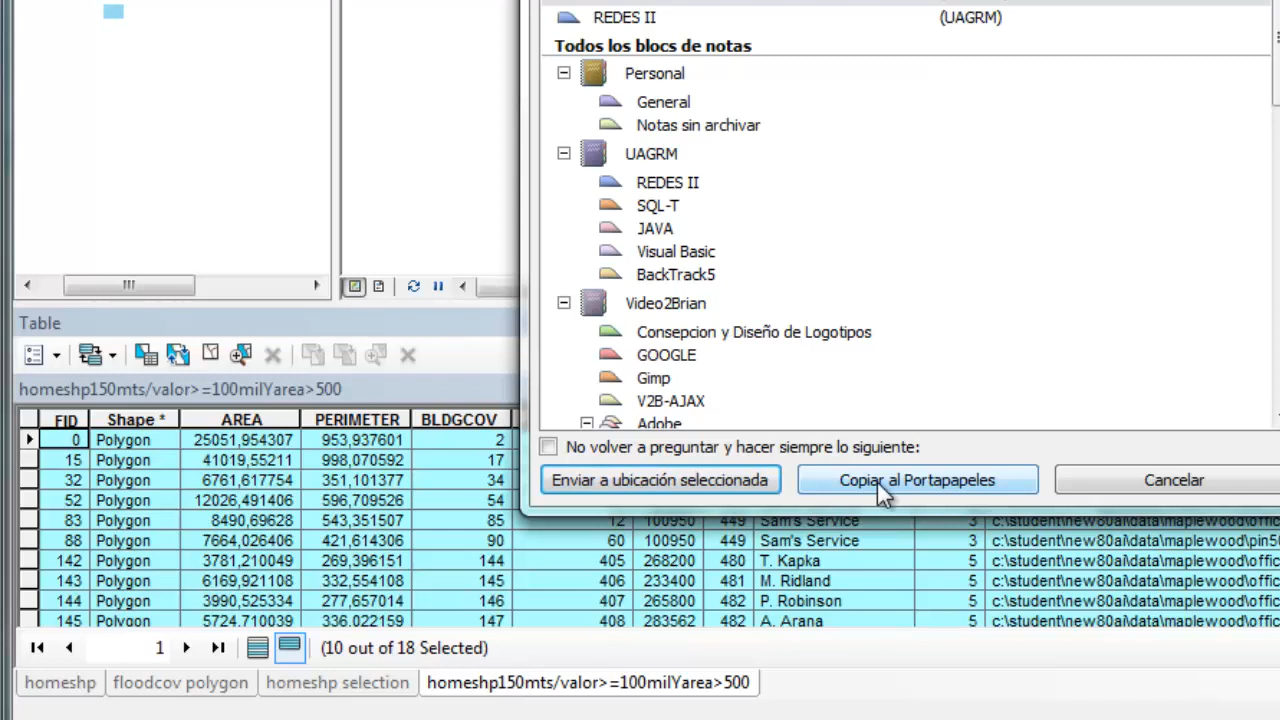 REDES II (UAGRM)
Todos los blocs de notas
Personal
General
Notas sin archivar
UAGRM
REDES II
SQL-T
JAVA
Visual Basic
BackTrack5
Video2Brian
Consepcion y Diseño de Logotipos
GOOGLE
Gimp
V2B-AJAX
Adobe
No volver a preguntar y hacer siempre lo siguiente:
Enviar a ubicación seleccionada Copiar al Portapapeles Cancelar
Table
homeshp150mts/valor>=100milYarea>500
FID Shape * AREA PERIMETER BLDGCOV
0 Polygon 25051,954307 953,937601 2
15 Polygon 41019,55211 998,070592 17
32 Polygon 6761,617754 351,101377 34
52 Polygon 12026,491406 596,709526 54
83 Polygon 8490,69628 543,351507 85 12 100950 449 Sam's Service 3 c:\student\new80ai\data\maplewood\pin50
88 Polygon 7664,026406 421,614306 90 60 100950 449 Sam's Service 3 c:\student\new80ai\data\maplewood\pin50
142 Polygon 3781,210049 269,396151 144 405 268200 480 T. Kapka 5 c:\student\new80ai\data\maplewood\offic
143 Polygon 6169,921108 332,554108 145 406 233400 481 M. Ridland 5 c:\student\new80ai\data\maplewood\offic
144 Polygon 3990,525334 277,657014 146 407 265800 482 P. Robinson 5 c:\student\new80ai\data\maplewood\offic
145 Polygon 5724,710039 336,022159 147 408 283562 482 A. Arana 5 c:\student\new80ai\data\maplewood\offic
1 (10 out of 18 Selected)
homeshp floodcov polygon homeshp selection homeshp150mts/valor>=100milYarea>500